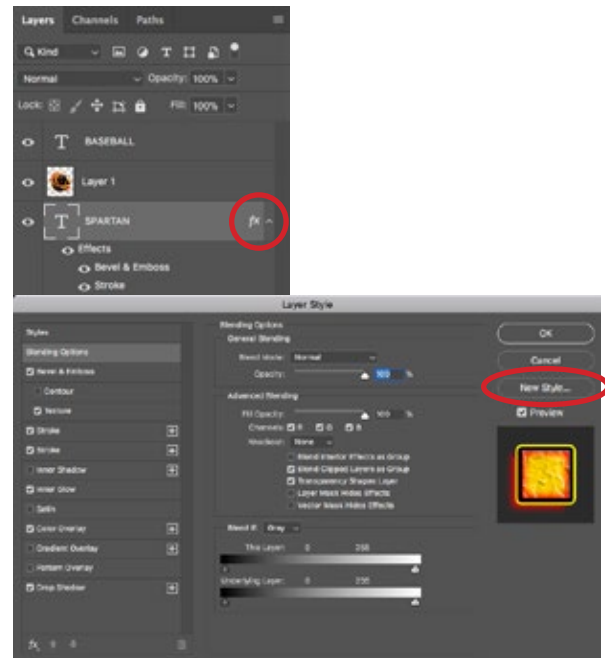 Layers Channels Paths
Kind
Normal Opacity: 100%
Lock: Fill: 100%
T BASEBALL
Layer 1
T SPARTAN fx
Effects
Bevel & Emboss
Stroke
Layer Style
Styles
Blending Options
Bevel & Emboss
Contour
Texture
Stroke
Stroke
Inner Shadow
Inner Glow
Satin
Color Overlay
Gradient Overlay
Pattern Overlay
Drop Shadow
fx
Blending Options
General Blending
Blend Mode: Normal
Opacity: 100 %
Advanced Blending
Fill Opacity: 100 %
Channels: R G B
Knockout: None
Blend Interior Effects as Group
Blend Clipped Layers as Group
Transparency Shapes Layer
Layer Mask Hides Effects
Vector Mask Hides Effects
Blend If: Gray
This Layer: 0 255
Underlying Layer: 0 255
OK
Cancel
New Style...
Preview